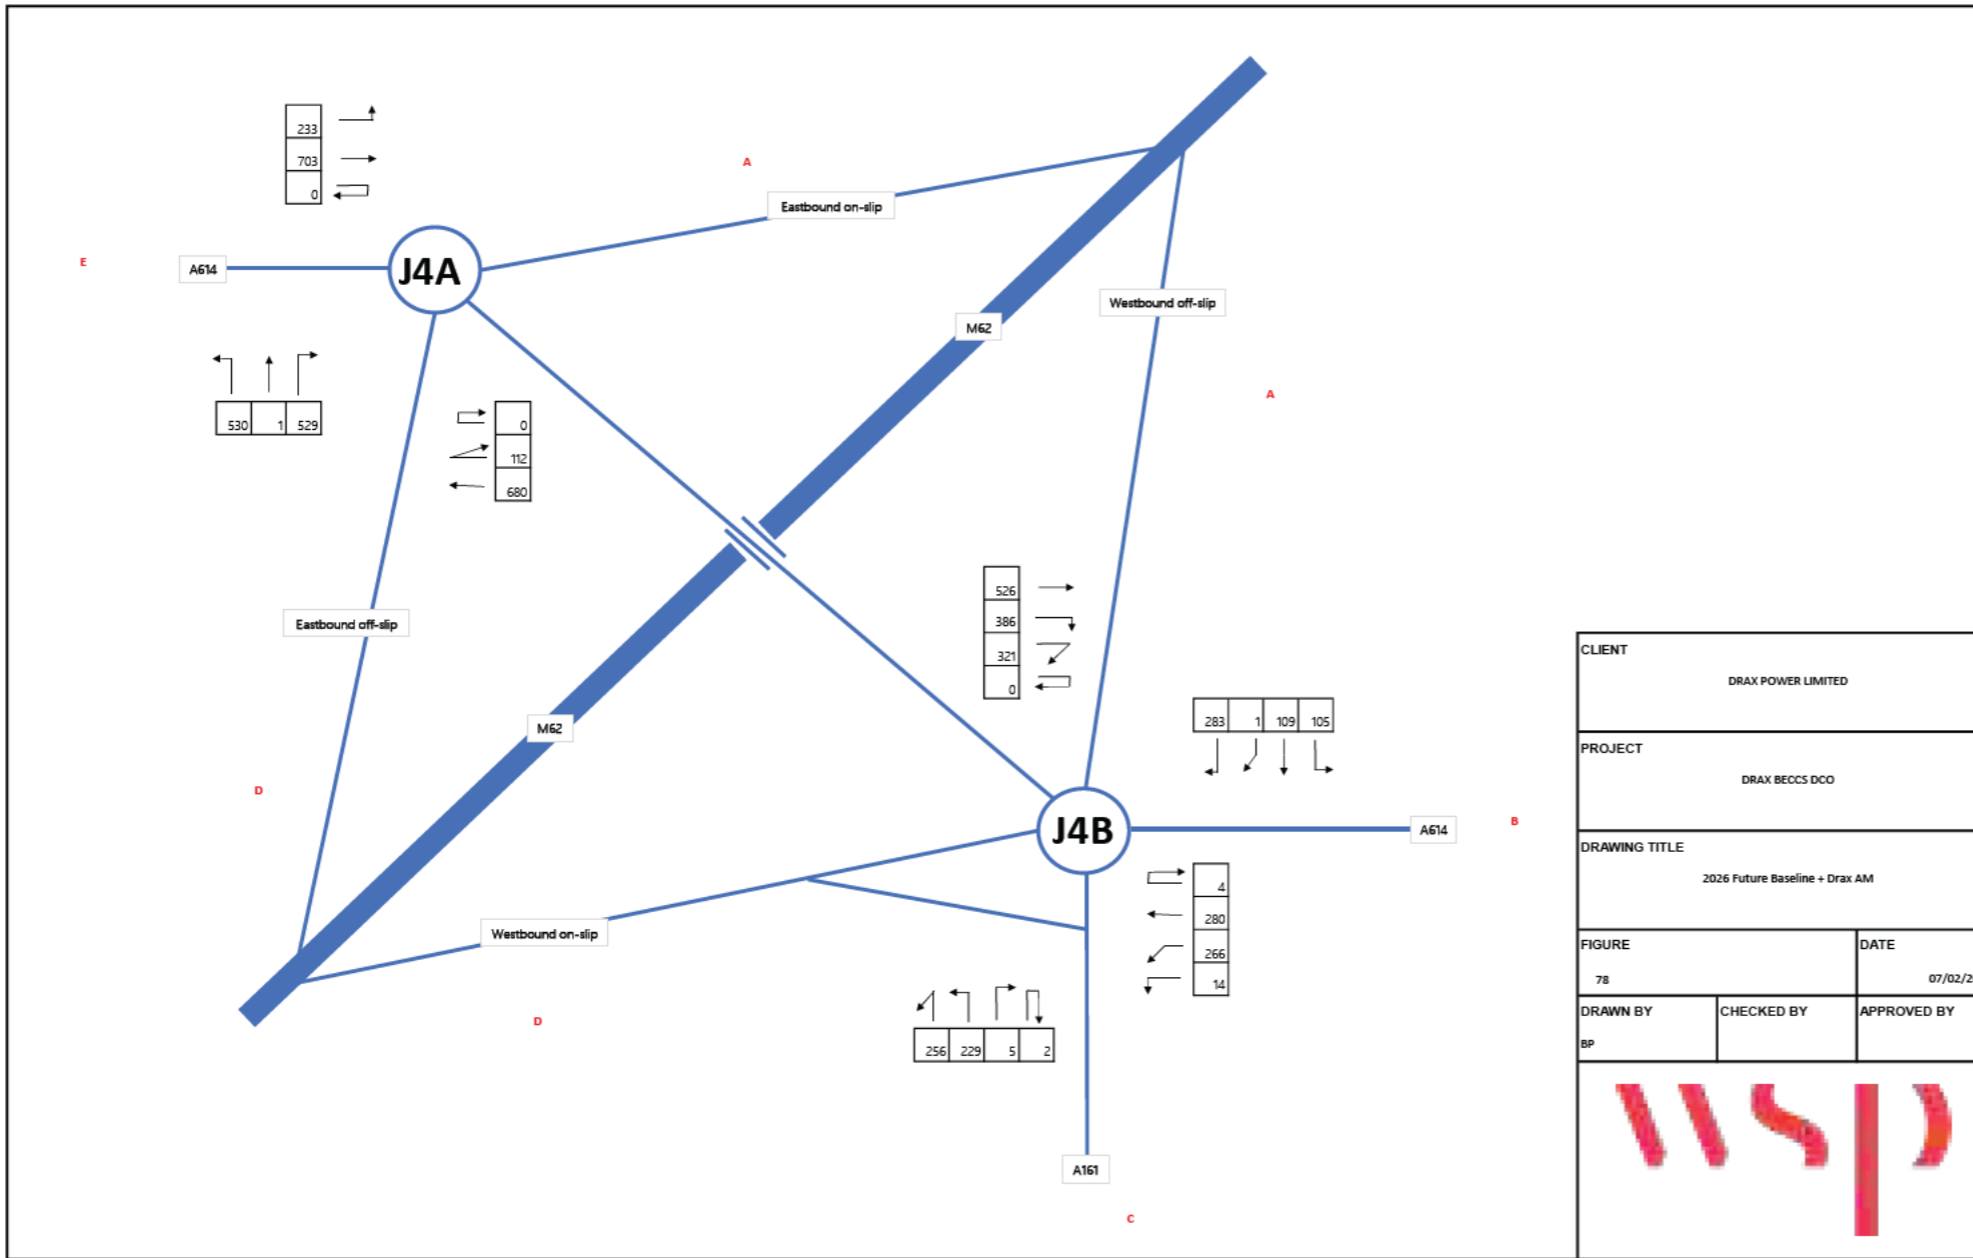 233
703
0
A
Eastbound on-slip
E
A614
J4A
Westbound off-slip
M62
A
530 1 529
0
112
680
Eastbound off-slip
526
386
321
0
M62
283 1 109 105
D
J4B
A614
B
4
280
266
14
Westbound on-slip
D
256 229 5 2
A161
C
CLIENT
DRAX POWER LIMITED
PROJECT
DRAX BECCS DCO
DRAWING TITLE
2026 Future Baseline + Drax AM
FIGURE
78
DATE
07/02/2
DRAWN BY
BP
CHECKED BY
APPROVED BY
wsp